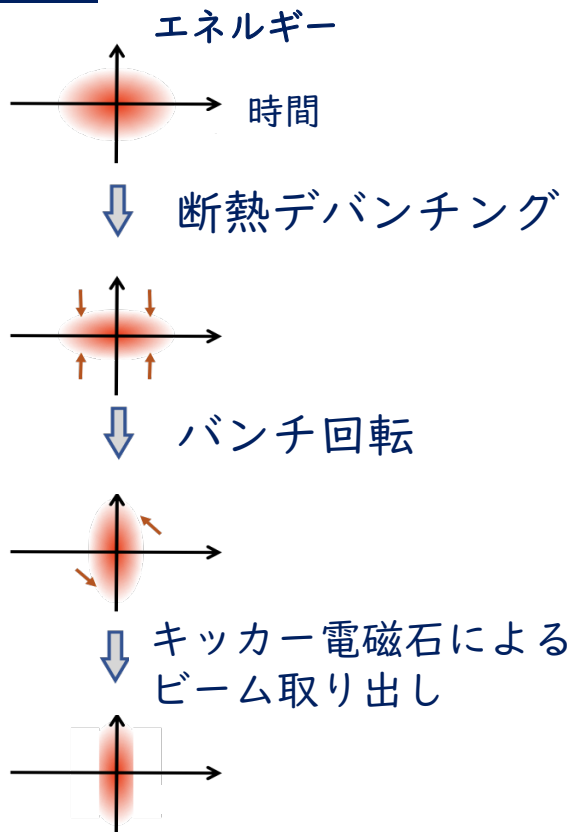 エネルギー
時間
断熱デバンチング
バンチ回転
キッカー電磁石による
ビーム取り出し